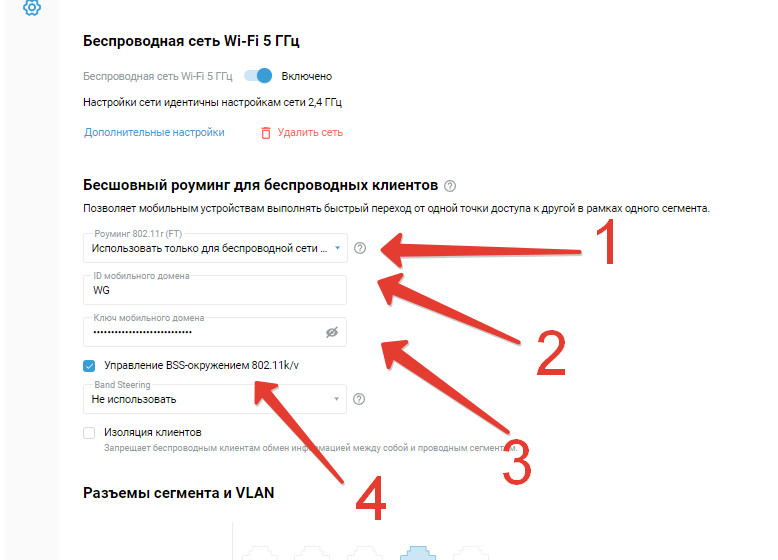 Беспроводная сеть Wi-Fi 5 ГГц
Беспроводная сеть Wi-Fi 5 ГГц Включено
Настройки сети идентичны настройкам сети 2,4 ГГц
Дополнительные настройки Удалить сеть
Бесшовный роуминг для беспроводных клиентов ?
Позволяет мобильным устройствам выполнять быстрый переход от одной точки доступа к другой в рамках одного сегмента.
Роуминг 802.11r (FT)
Использовать только для беспроводной сети ... ?
1
ID мобильного домена
WG
2
Ключ мобильного домена
••••••••••••••••••••••••••••
3
Управление BSS-окружением 802.11k/v
4
Band Steering
Не использовать ?
Изоляция клиентов
Запрещает беспроводным клиентам обмен информацией между собой и проводным сегментом.
Разъемы сегмента и VLAN